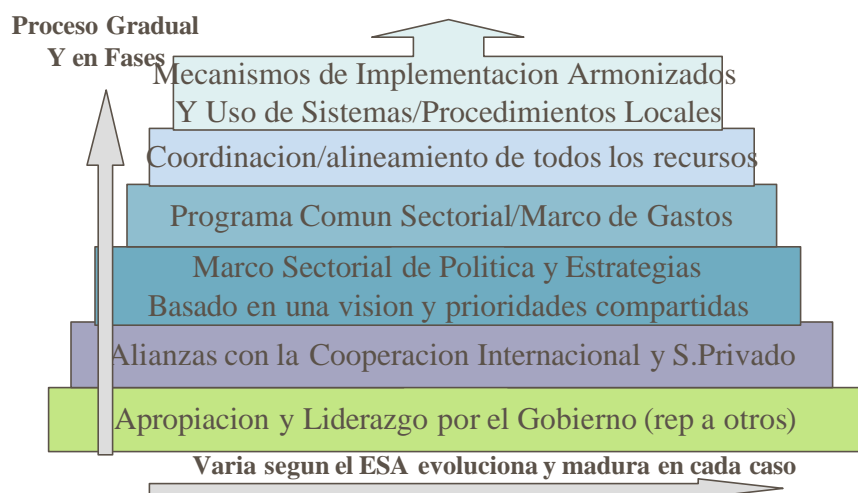 Proceso Gradual
Y en Fases
Mecanismos de Implementacion Armonizados
Y Uso de Sistemas/Procedimientos Locales
Coordinacion/alineamiento de todos los recursos
Programa Comun Sectorial/Marco de Gastos
Marco Sectorial de Politica y Estrategias
Basado en una vision y prioridades compartidas
Alianzas con la Cooperacion Internacional y S.Privado
Apropiacion y Liderazgo por el Gobierno (rep a otros)
Varia segun el ESA evoluciona y madura en cada caso